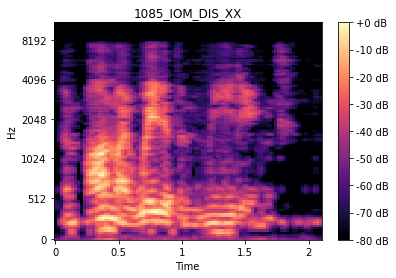 1085_IOM_DIS_XX
8192
4096
2048
1024
512
0
Hz
0
0.5
1
1.5
2
Time
+0 dB
-10 dB
-20 dB
-30 dB
-40 dB
-50 dB
-60 dB
-70 dB
-80 dB